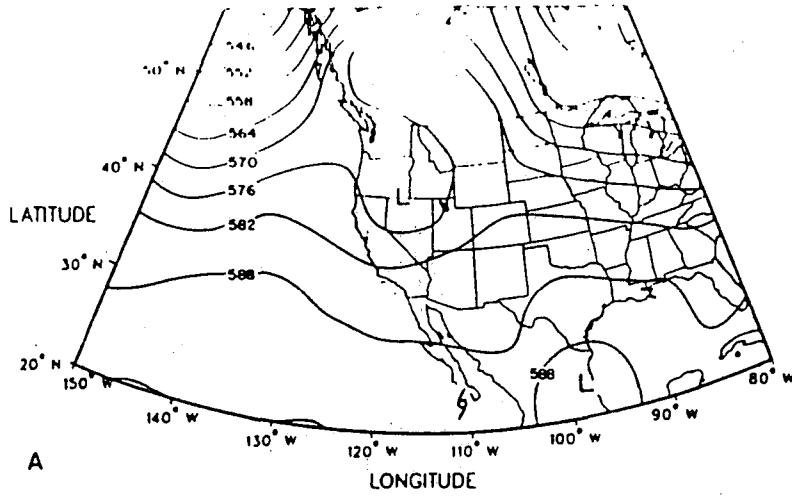 546
50° N
552
558
564
570
40° N
576
L
LATITUDE
582
30° N
588
20° N
588
L
150° W
80° W
140° W
90° W
130° W
100° W
120° W
110° W
A
LONGITUDE